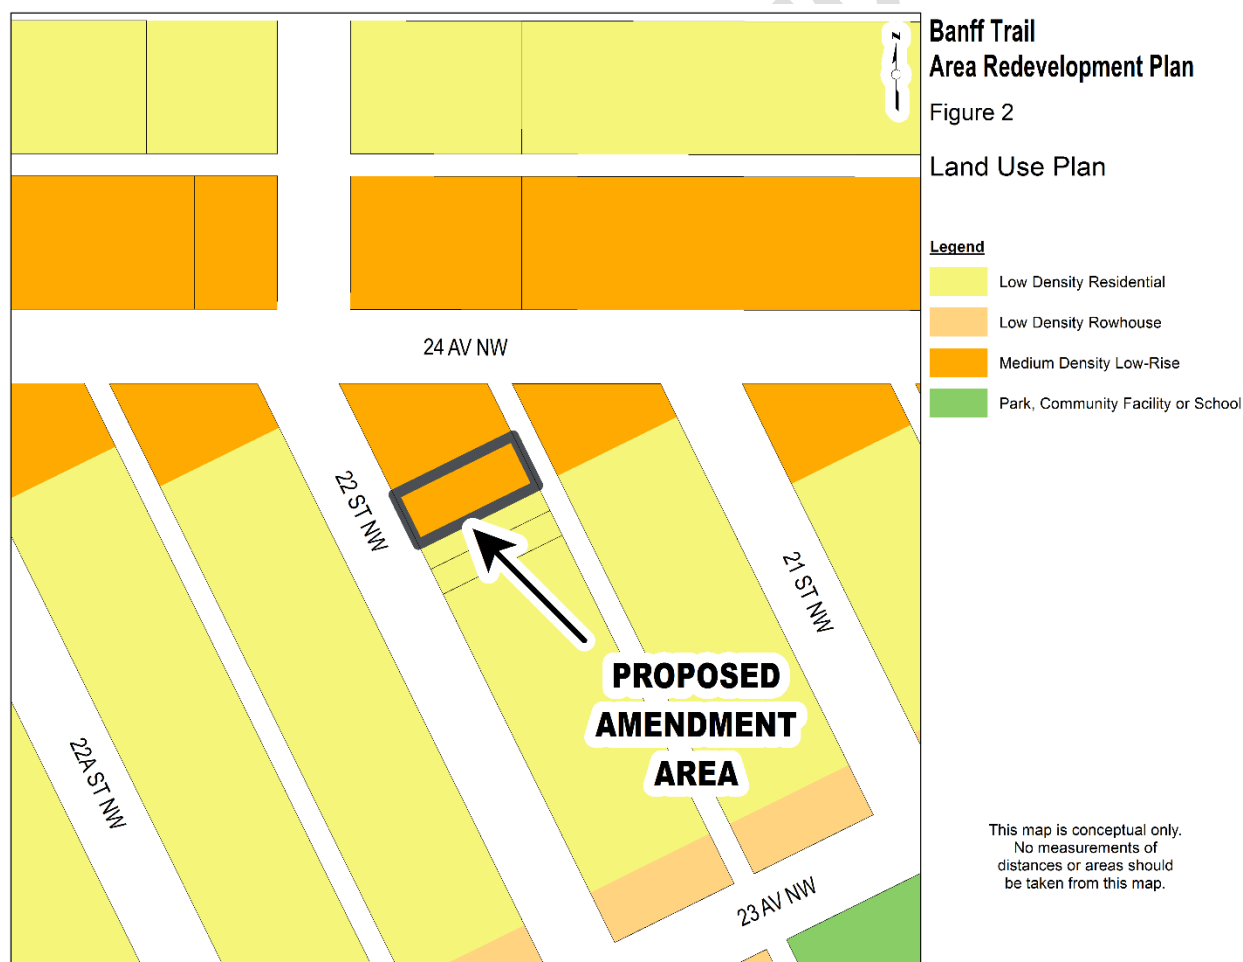 Banff Trail
Area Redevelopment Plan
Figure 2
Land Use Plan
Legend
Low Density Residential
Low Density Rowhouse
Medium Density Low-Rise
Park, Community Facility or School
N
24 AV NW
22 ST NW
21 ST NW
22A ST NW
23 AV NW
PROPOSED
AMENDMENT
AREA
This map is conceptual only.
No measurements of
distances or areas should
be taken from this map.